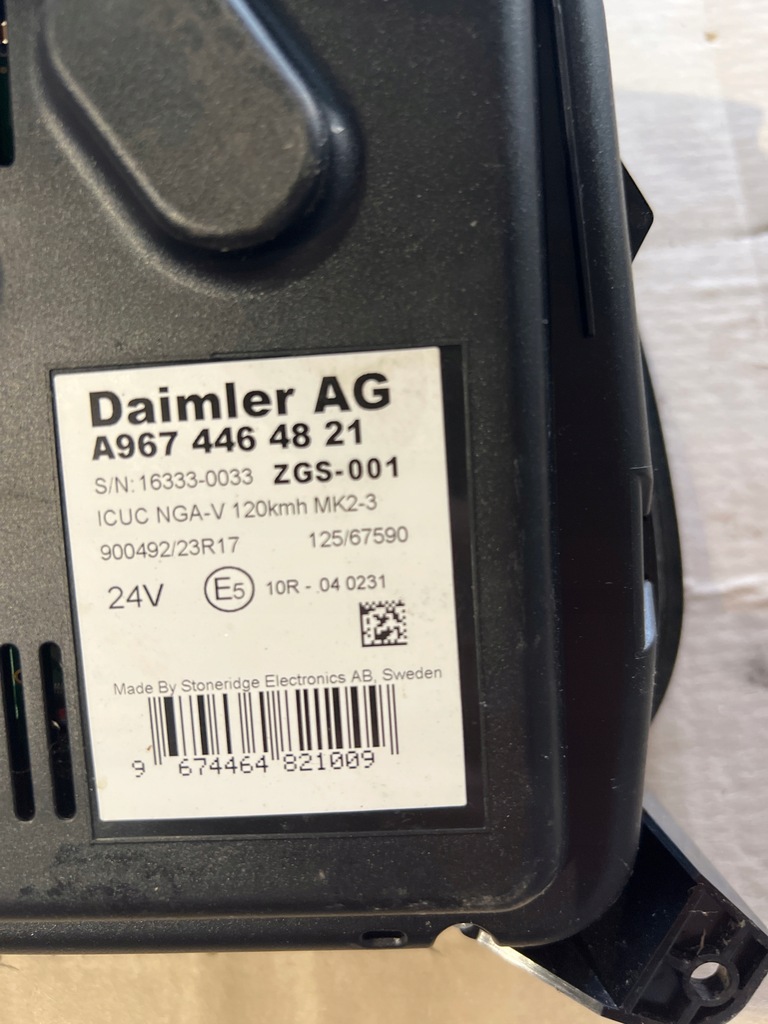 Daimler AG
A967 446 48 21
S/N: 16333-0033 ZGS-001
ICUC NGA-V 120kmh MK2-3
900492/23R17 125/67590
24V E5 10R - .04 0231
Made By Stoneridge Electronics AB, Sweden
9 674464 821009